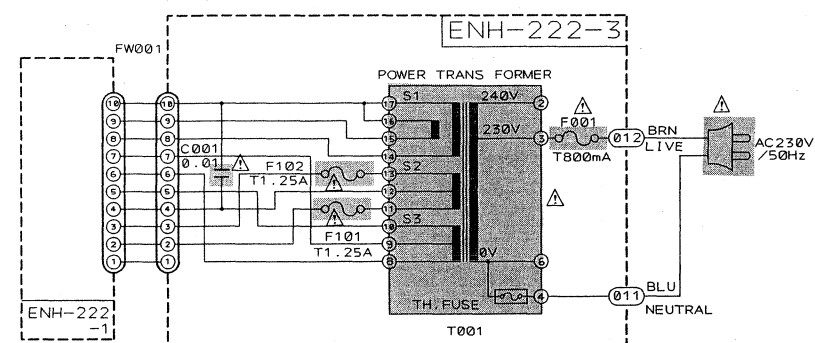 ENH-222-3
FW001
POWER TRANS FORMER
10 10 17 S1 240V 2
9 9 16 F001
8 8 15 230V 3 012 BRN
LIVE
AC230V
/50Hz
7 7 C001 14 T800mA
0.01
6 6 F102 13 S2
T1.25A
5 5 12
4 4 11
3 3 10 S3
2 2 F101 9
T1.25A
1 1 8 0V 6
TH.FUSE 4 011 BLU
NEUTRAL
ENH-222
-1
T001